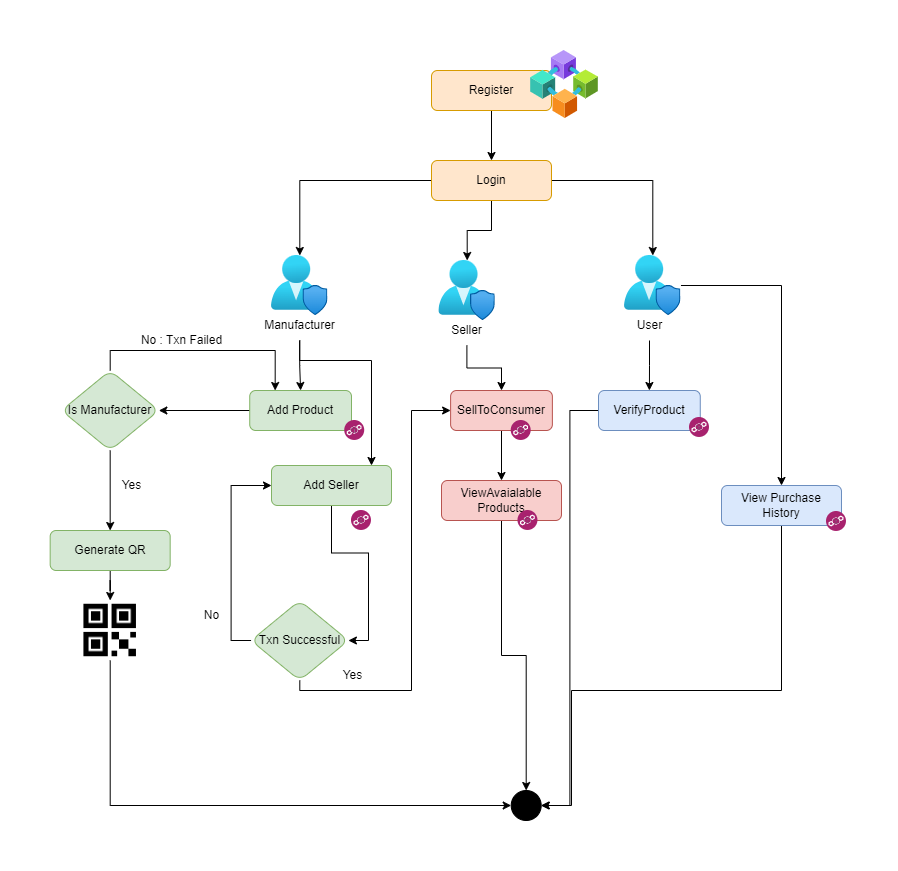 Register
Login
Manufacturer
Seller
User
No : Txn Failed
Is Manufacturer
Add Product
SellToConsumer
VerifyProduct
Yes
Add Seller
ViewAvaialable
Products
View Purchase
History
Generate QR
No
Txn Successful
Yes